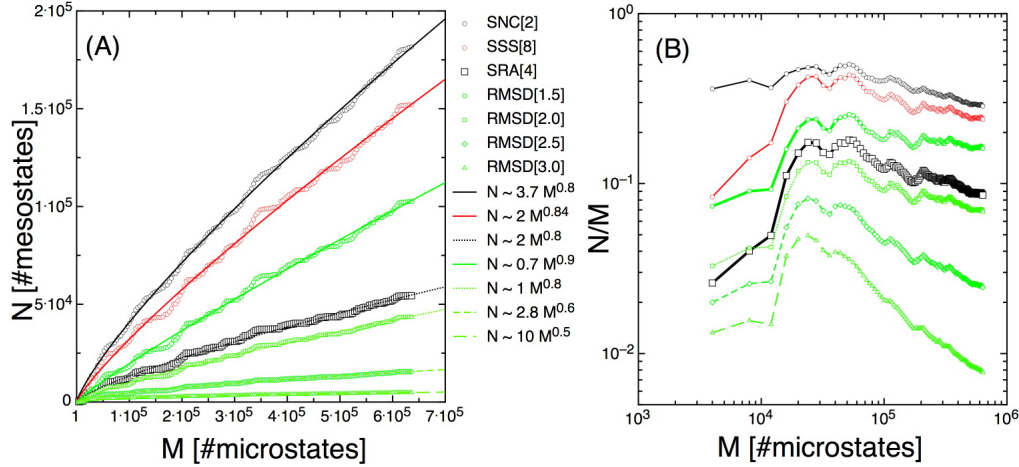 (A)
2·10⁵
1.5·10⁵
1·10⁵
5·10⁴
0
N [#mesostates]
1·10⁵
2·10⁵
3·10⁵
4·10⁵
5·10⁵
6·10⁵
7·10⁵
M [#microstates]
SNC[2]
SSS[8]
SRA[4]
RMSD[1.5]
RMSD[2.0]
RMSD[2.5]
RMSD[3.0]
N ~ 3.7 M^0.8
N ~ 2 M^0.84
N ~ 2 M^0.8
N ~ 0.7 M^0.9
N ~ 1 M^0.8
N ~ 2.8 M^0.6
N ~ 10 M^0.5
(B)
10⁰
10⁻¹
10⁻²
N/M
10³
10⁴
10⁵
10⁶
M [#microstates]